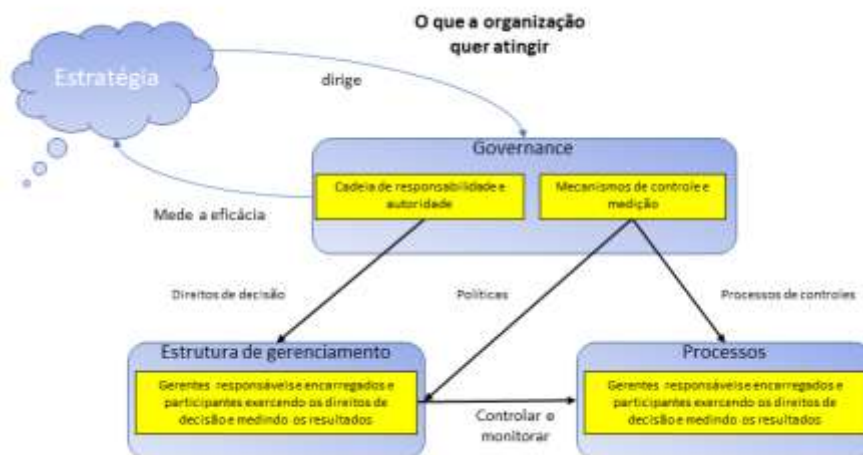 O que a organização
quer atingir
Estratégia
dirige
Governance
Cadeia de responsabilidade e
autoridade
Mecanismos de controle e
medição
Mede a eficácia
Direitos de decisão
Políticas
Processos de controles
Estrutura de gerenciamento
Gerentes responsáveis e encarregados e
participantes exercendo os direitos de
decisão e medindo os resultados
Controlar e
monitorar
Processos
Gerentes responsáveis e encarregados e
participantes exercendo os direitos de
decisão e medindo os resultados